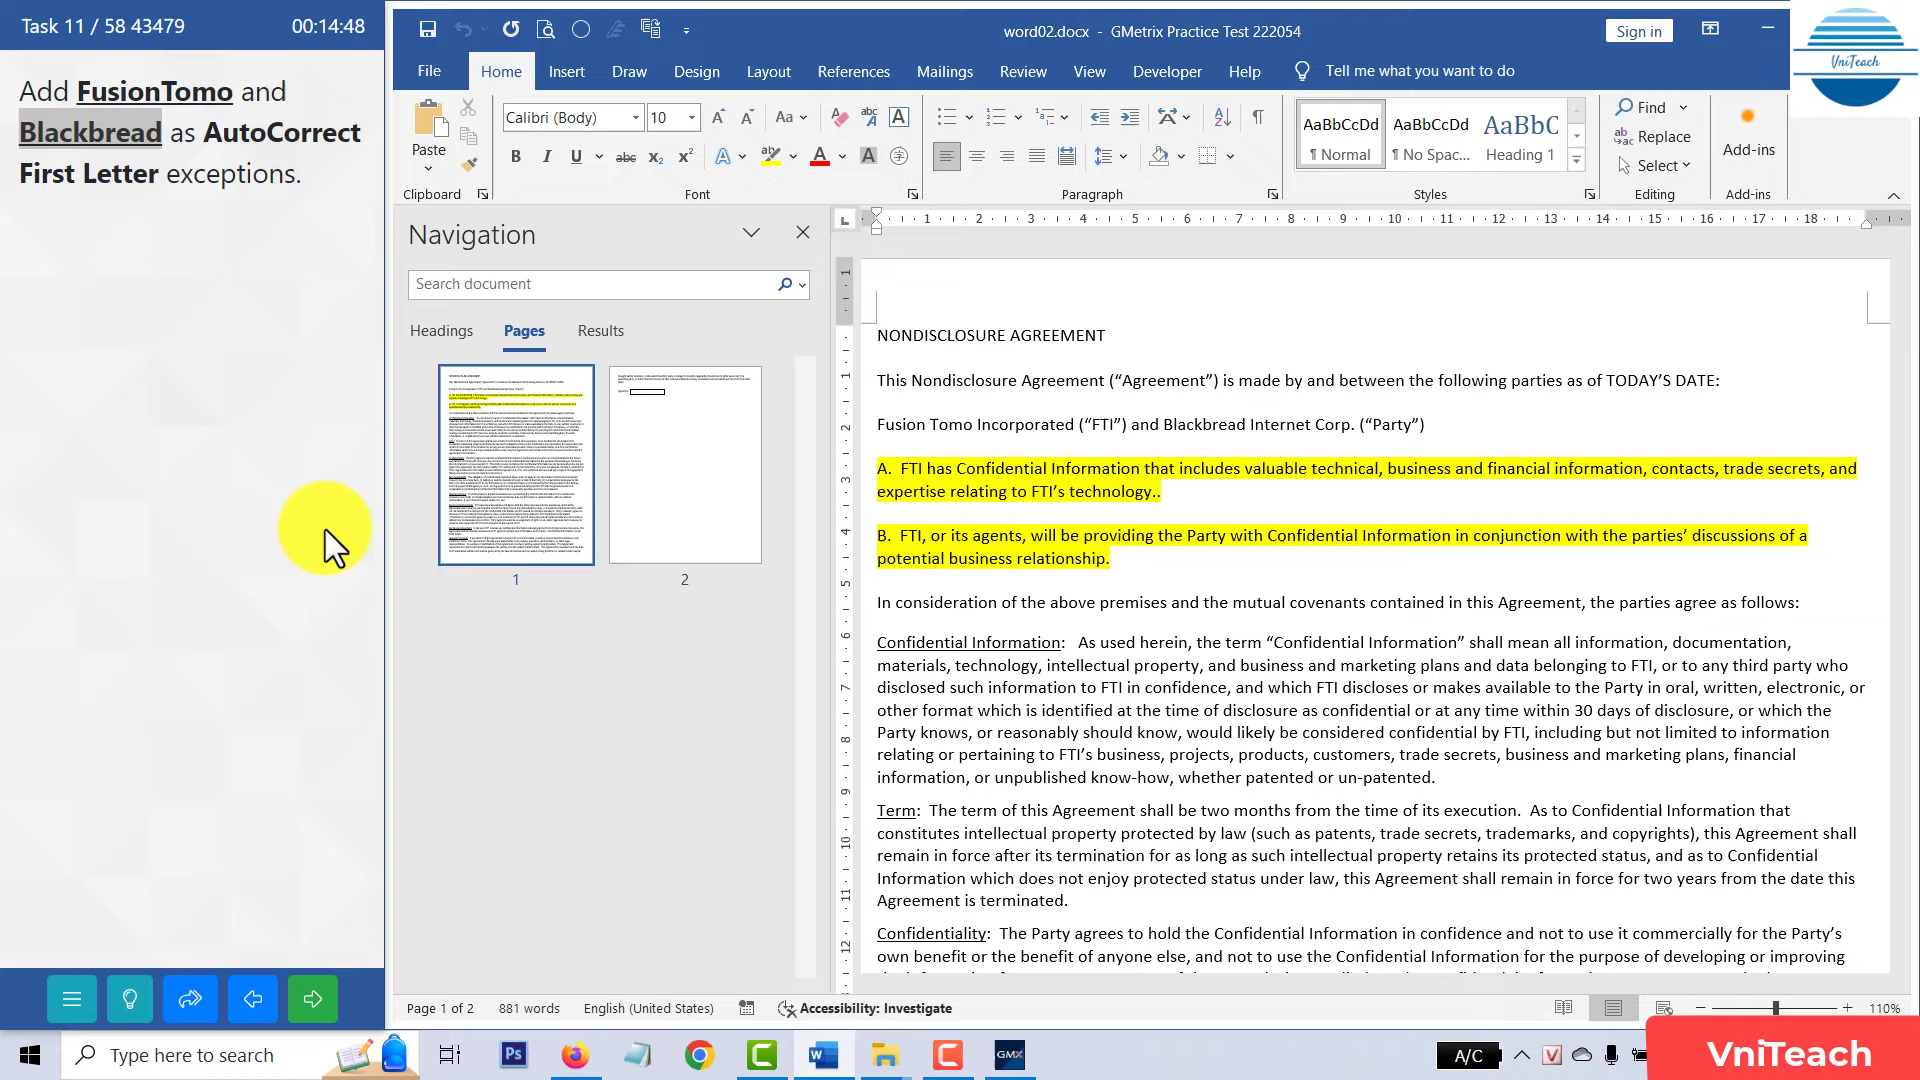 Task 11 / 58 43479
00:14:48
Add FusionTomo and
Blackbread as AutoCorrect
First Letter exceptions.
word02.docx - GMetrix Practice Test 222054
Sign in
VniTeach
File
Home
Insert
Draw
Design
Layout
References
Mailings
Review
View
Developer
Help
Tell me what you want to do
Paste
Clipboard
Calibri (Body)
10
Font
Paragraph
AaBbCcDd
¶ Normal
AaBbCcDd
¶ No Spac...
AaBbC
Heading 1
Styles
Find
Replace
Select
Editing
Add-ins
Add-ins
Navigation
Search document
Headings
Pages
Results
1
2
1 2 3 4 5 6 7 8 9 10 11 12 13 14 15 16 17 18
NONDISCLOSURE AGREEMENT
This Nondisclosure Agreement (“Agreement”) is made by and between the following parties as of TODAY’S DATE:
Fusion Tomo Incorporated (“FTI”) and Blackbread Internet Corp. (“Party”)
A. FTI has Confidential Information that includes valuable technical, business and financial information, contacts, trade secrets, and
expertise relating to FTI’s technology..
B. FTI, or its agents, will be providing the Party with Confidential Information in conjunction with the parties’ discussions of a
potential business relationship.
In consideration of the above premises and the mutual covenants contained in this Agreement, the parties agree as follows:
Confidential Information: As used herein, the term “Confidential Information” shall mean all information, documentation,
materials, technology, intellectual property, and business and marketing plans and data belonging to FTI, or to any third party who
disclosed such information to FTI in confidence, and which FTI discloses or makes available to the Party in oral, written, electronic, or
other format which is identified at the time of disclosure as confidential or at any time within 30 days of disclosure, or which the
Party knows, or reasonably should know, would likely be considered confidential by FTI, including but not limited to information
relating or pertaining to FTI’s business, projects, products, customers, trade secrets, business and marketing plans, financial
information, or unpublished know-how, whether patented or un-patented.
Term: The term of this Agreement shall be two months from the time of its execution. As to Confidential Information that
constitutes intellectual property protected by law (such as patents, trade secrets, trademarks, and copyrights), this Agreement shall
remain in force after its termination for as long as such intellectual property retains its protected status, and as to Confidential
Information which does not enjoy protected status under law, this Agreement shall remain in force for two years from the date this
Agreement is terminated.
Confidentiality: The Party agrees to hold the Confidential Information in confidence and not to use it commercially for the Party’s
own benefit or the benefit of anyone else, and not to use the Confidential Information for the purpose of developing or improving
Page 1 of 2
881 words
English (United States)
Accessibility: Investigate
110%
Type here to search
Ps
GMX
A/C
VniTeach